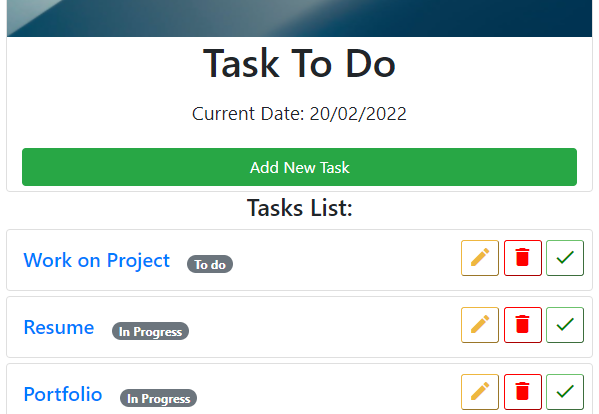 Task To Do
Current Date: 20/02/2022
Add New Task
Tasks List:
Work on Project To do
Resume In Progress
Portfolio In Progress